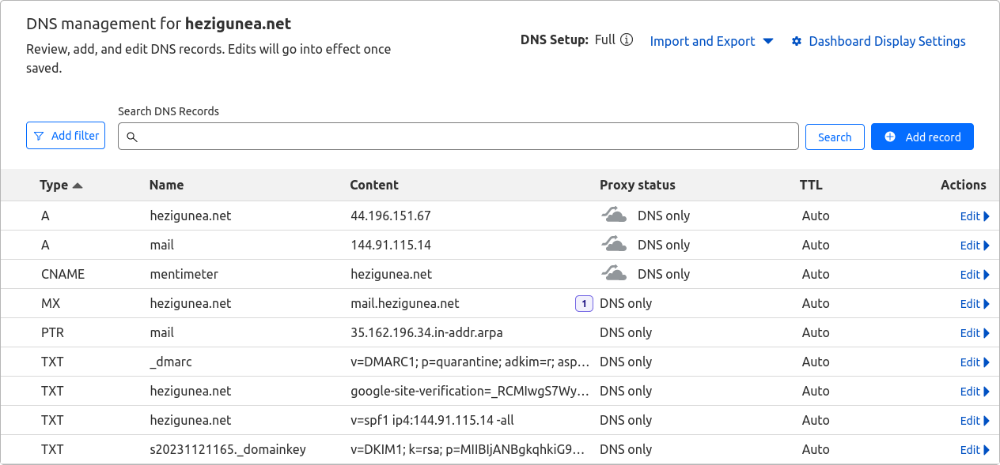 DNS management for hezigunea.net
Review, add, and edit DNS records. Edits will go into effect once
saved.
DNS Setup: Full
Import and Export
Dashboard Display Settings
Search DNS Records
Add filter
Search
Add record
Type Name Content Proxy status TTL Actions
A hezigunea.net 44.196.151.67 DNS only Auto Edit
A mail 144.91.115.14 DNS only Auto Edit
CNAME mentimeter hezigunea.net DNS only Auto Edit
MX hezigunea.net mail.hezigunea.net 1 DNS only Auto Edit
PTR mail 35.162.196.34.in-addr.arpa DNS only Auto Edit
TXT _dmarc v=DMARC1; p=quarantine; adkim=r; asp... DNS only Auto Edit
TXT hezigunea.net google-site-verification=_RCMIwgS7Wy... DNS only Auto Edit
TXT hezigunea.net v=spf1 ip4:144.91.115.14 -all DNS only Auto Edit
TXT s20231121165._domainkey v=DKIM1; k=rsa; p=MIIBIjANBgkqhkiG9... DNS only Auto Edit